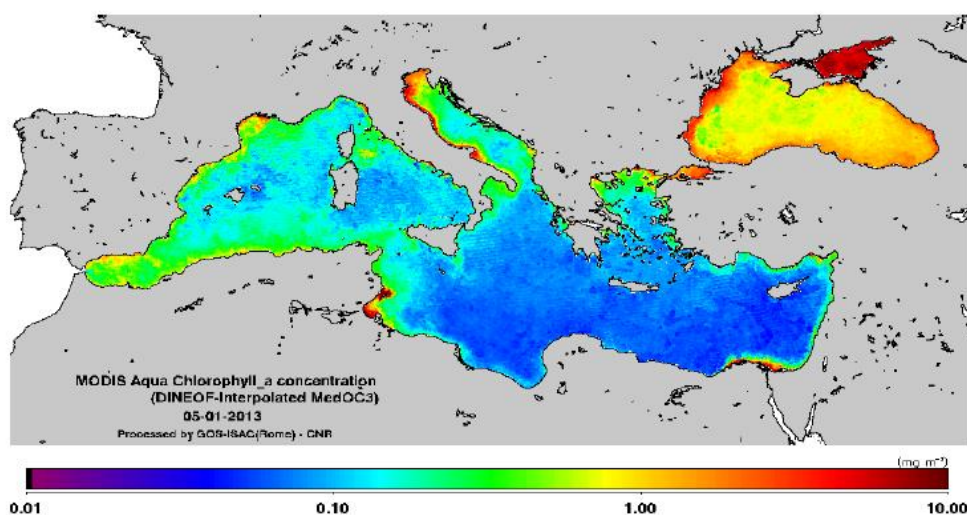 MODIS Aqua Chlorophyll_a concentration
(DINEOF-Interpolated MedOC3)
05-01-2013
Processed by GOS-ISAC(Rome) - CNR
(mg m⁻³)
0.01 0.10 1.00 10.00